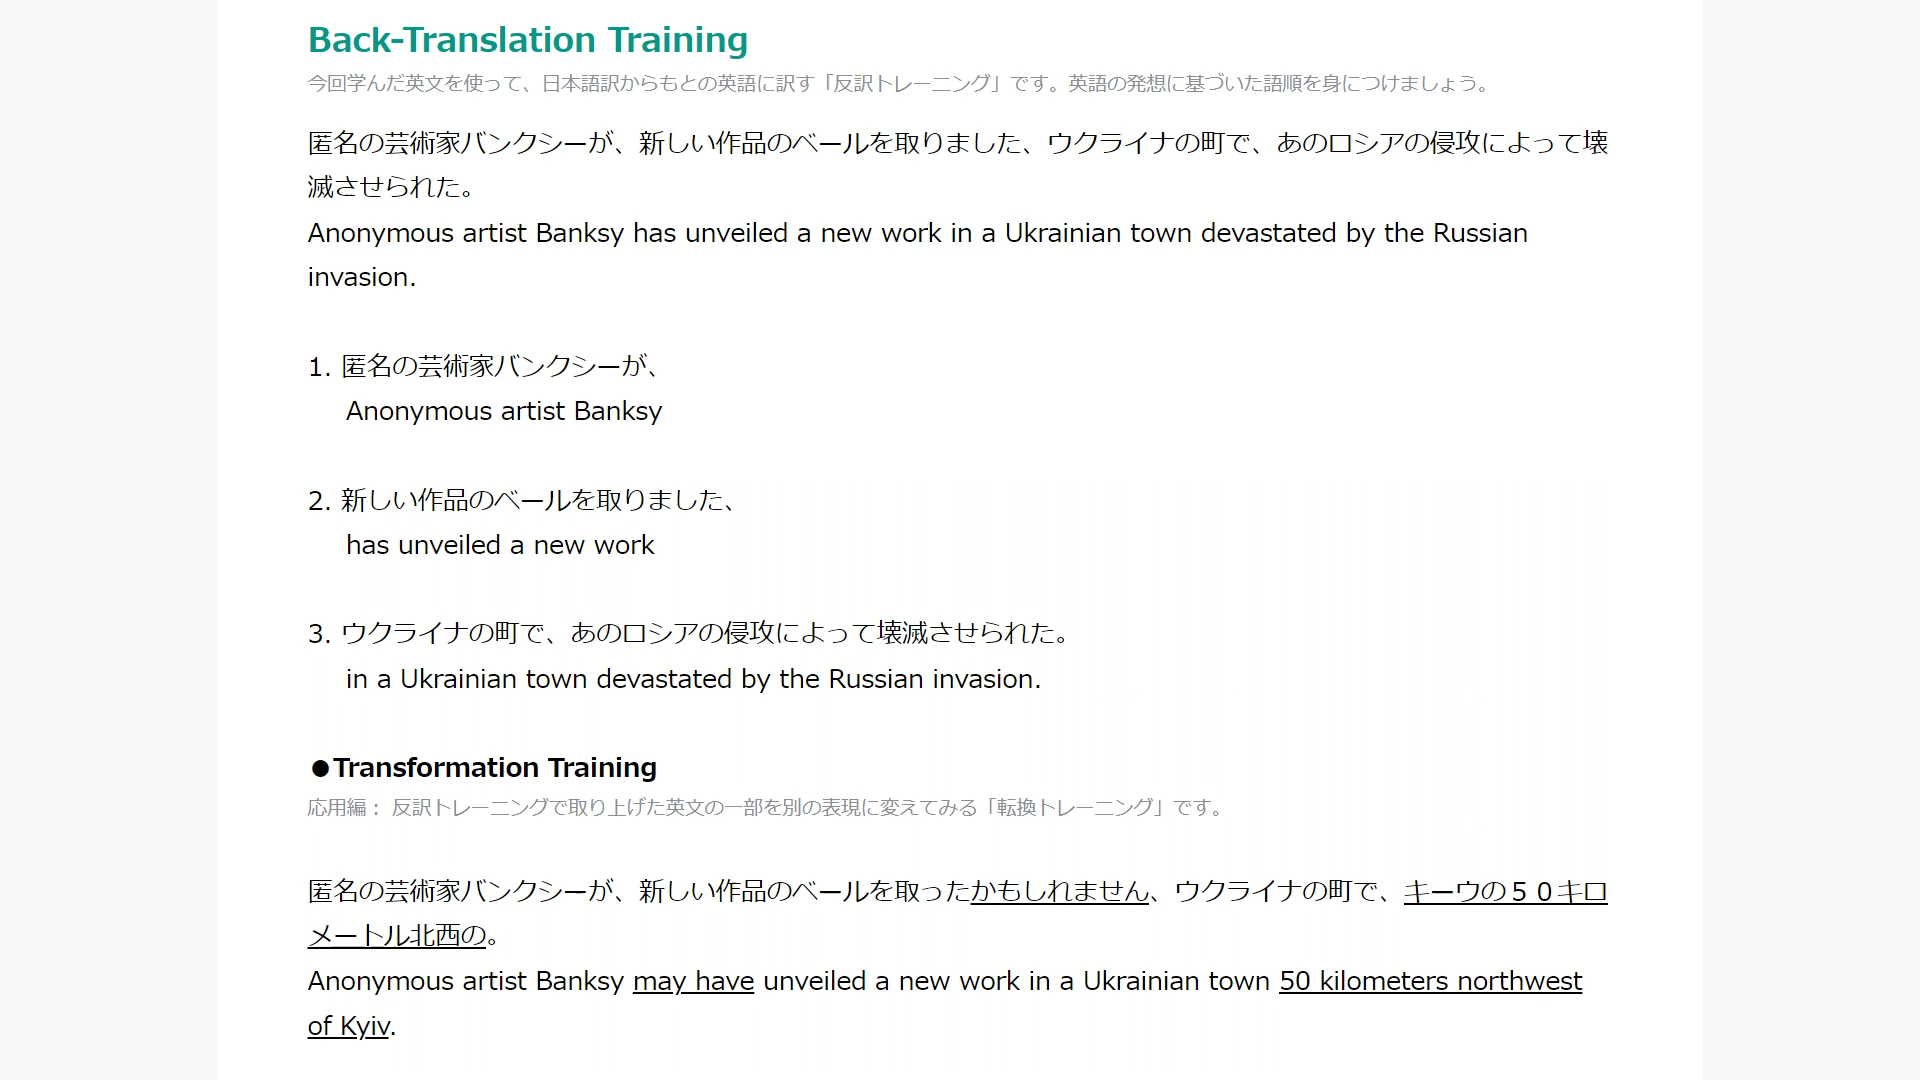 Back-Translation Training
今回学んだ英文を使って、日本語訳からもとの英語に訳す「反訳トレーニング」です。英語の発想に基づいた語順を身につけましょう。
匿名の芸術家バンクシーが、新しい作品のベールを取りました、ウクライナの町で、あのロシアの侵攻によって壊
滅させられた。
Anonymous artist Banksy has unveiled a new work in a Ukrainian town devastated by the Russian
invasion.
1. 匿名の芸術家バンクシーが、
Anonymous artist Banksy
2. 新しい作品のベールを取りました、
has unveiled a new work
3. ウクライナの町で、あのロシアの侵攻によって壊滅させられた。
in a Ukrainian town devastated by the Russian invasion.
●Transformation Training
応用編： 反訳トレーニングで取り上げた英文の一部を別の表現に変えてみる「転換トレーニング」です。
匿名の芸術家バンクシーが、新しい作品のベールを取ったかもしれません、ウクライナの町で、キーウの５０キロ
メートル北西の。
Anonymous artist Banksy may have unveiled a new work in a Ukrainian town 50 kilometers northwest
of Kyiv.